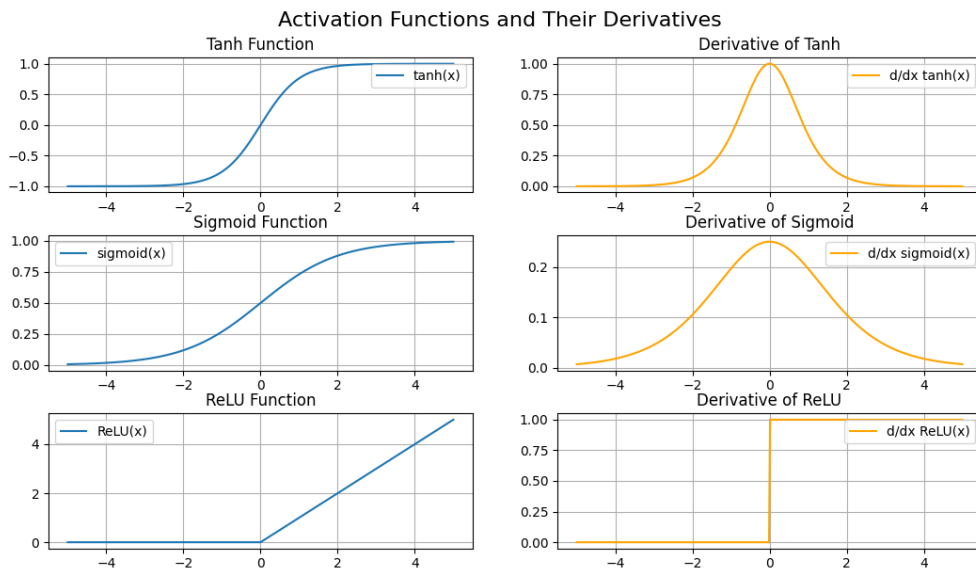 Activation Functions and Their Derivatives
Tanh Function
1.0
0.5
0.0
−0.5
−1.0
tanh(x)
−4 −2 0 2 4
Derivative of Tanh
1.00
0.75
0.50
0.25
0.00
d/dx tanh(x)
−4 −2 0 2 4
Sigmoid Function
1.00
0.75
0.50
0.25
0.00
sigmoid(x)
−4 −2 0 2 4
Derivative of Sigmoid
0.2
0.1
0.0
d/dx sigmoid(x)
−4 −2 0 2 4
ReLU Function
4
2
0
ReLU(x)
−4 −2 0 2 4
Derivative of ReLU
1.00
0.75
0.50
0.25
0.00
d/dx ReLU(x)
−4 −2 0 2 4